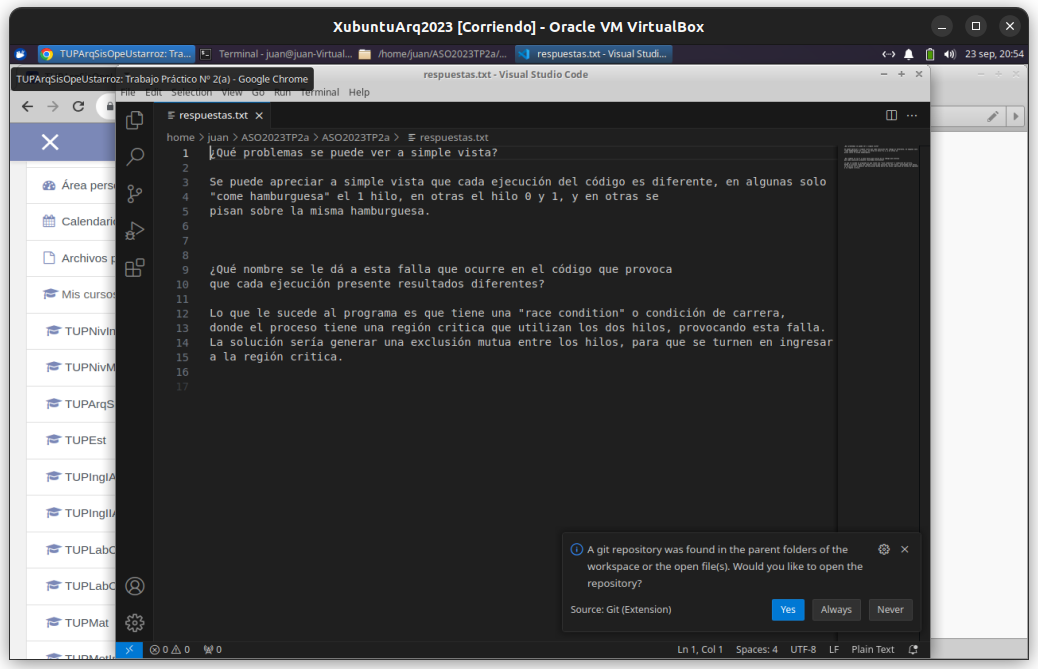 XubuntuArq2023 [Corriendo] - Oracle VM VirtualBox
TUPArqSisOpeUstarroz: Tra...
Terminal - juan@juan-Virtual...
/home/juan/ASO2023TP2a/...
respuestas.txt - Visual Studi...
23 sep, 20:54
TUPArqSisOpeUstarroz: Trabajo Práctico Nº 2(a) - Google Chrome
respuestas.txt - Visual Studio Code
File Edit Selection View Go Run Terminal Help
respuestas.txt
home > juan > ASO2023TP2a > ASO2023TP2a > respuestas.txt
Área pers
Calendari
Archivos p
Mis cursos
TUPNivIn
TUPNivM
TUPArqS
TUPEst
TUPIngIA
TUPIngIIA
TUPLabC
TUPLabC
TUPMat
TUPMetI
1 ¿Qué problemas se puede ver a simple vista?
2
3 Se puede apreciar a simple vista que cada ejecución del código es diferente, en algunas solo
4 "come hamburguesa" el 1 hilo, en otras el hilo 0 y 1, y en otras se
5 pisan sobre la misma hamburguesa.
6
7
8
9 ¿Qué nombre se le dá a esta falla que ocurre en el código que provoca
10 que cada ejecución presente resultados diferentes?
11
12 Lo que le sucede al programa es que tiene una "race condition" o condición de carrera,
13 donde el proceso tiene una región critica que utilizan los dos hilos, provocando esta falla.
14 La solución sería generar una exclusión mutua entre los hilos, para que se turnen en ingresar
15 a la región critica.
16
17
A git repository was found in the parent folders of the
workspace or the open file(s). Would you like to open the
repository?
Source: Git (Extension)
Yes
Always
Never
0 0 0
Ln 1, Col 1 Spaces: 4 UTF-8 LF Plain Text